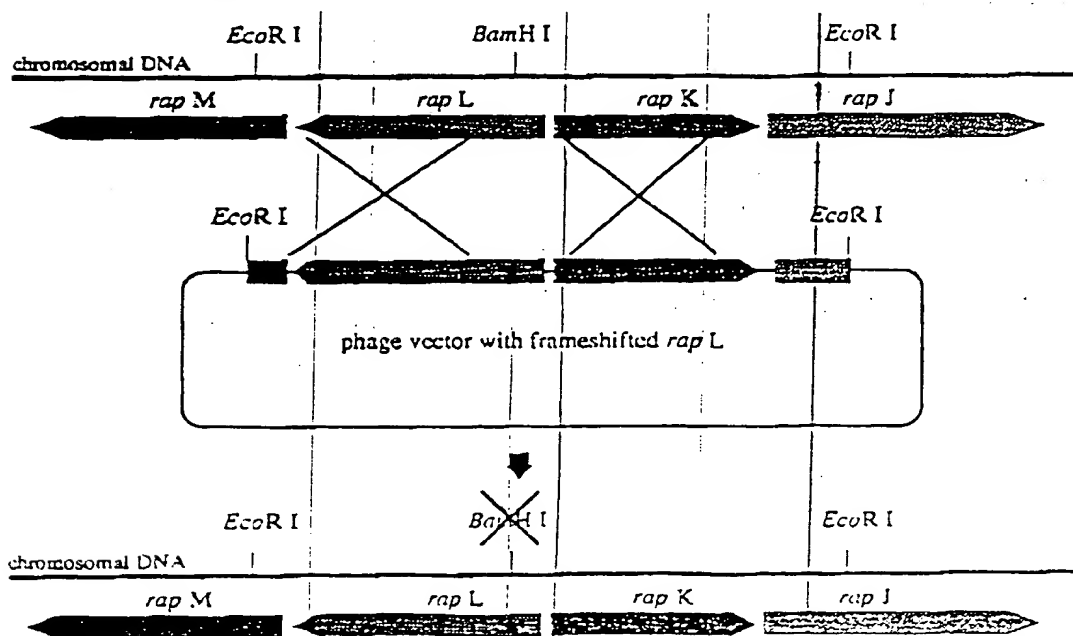 EcoR I BamH I EcoR I
chromosomal DNA
rap M rap L rap K rap J
EcoR I EcoR I
phage vector with frameshifted rap L
EcoR I BamH I EcoR I
chromosomal DNA
rap M rap L rap K rap J